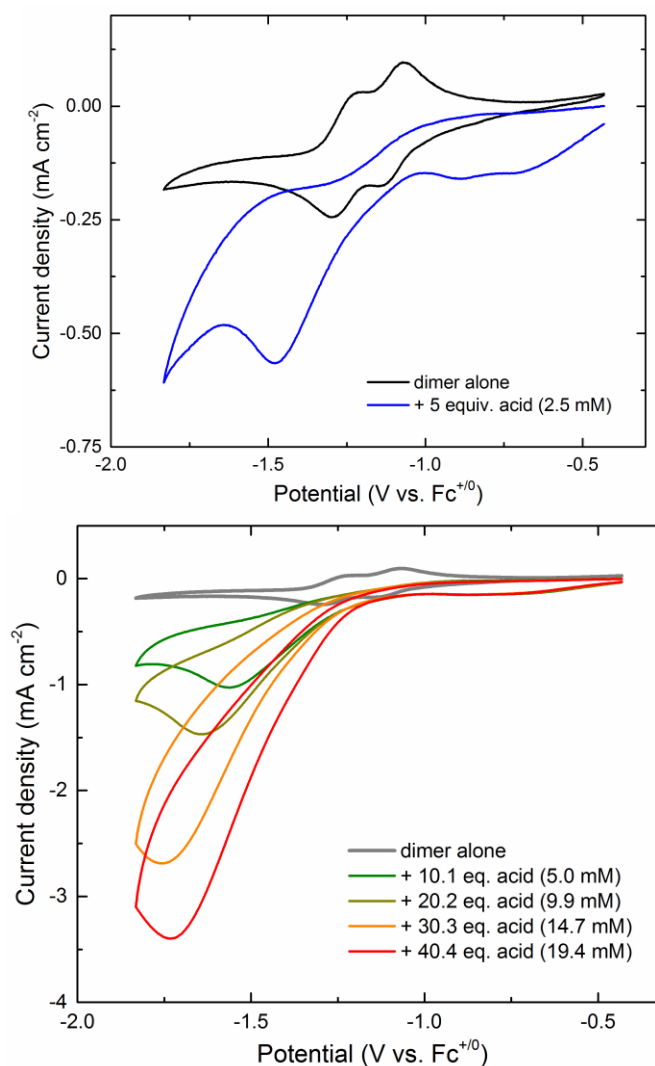 0.00
-0.25
-0.50
-0.75
Current density (mA cm⁻²)
dimer alone
+ 5 equiv. acid (2.5 mM)
-2.0 -1.5 -1.0 -0.5
Potential (V vs. Fc⁺ᐟ⁰)
0
-1
-2
-3
-4
Current density (mA cm⁻²)
dimer alone
+ 10.1 eq. acid (5.0 mM)
+ 20.2 eq. acid (9.9 mM)
+ 30.3 eq. acid (14.7 mM)
+ 40.4 eq. acid (19.4 mM)
-2.0 -1.5 -1.0 -0.5
Potential (V vs. Fc⁺ᐟ⁰)